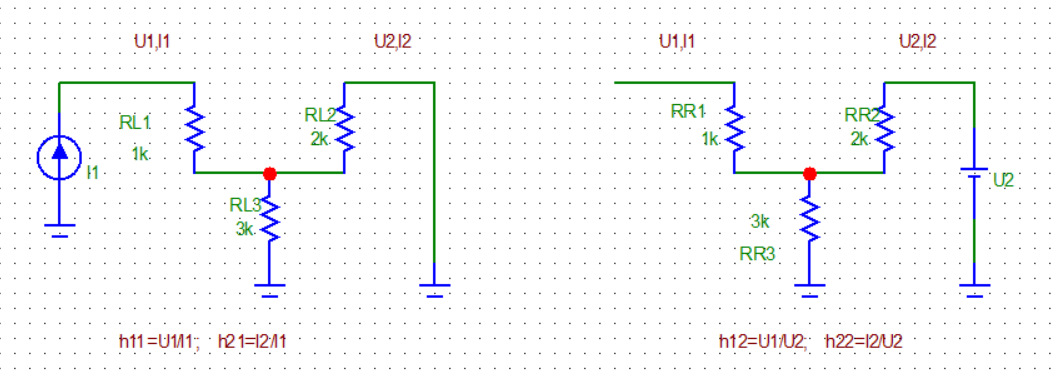 U1,I1
U2,I2
U1,I1
U2,I2
RL1
1k
RL2
2k
I1
RL3
3k
RR1
1k
RR2
2k
U2
3k
RR3
h11=U1/I1; h21=I2/I1
h12=U1/U2; h22=I2/U2